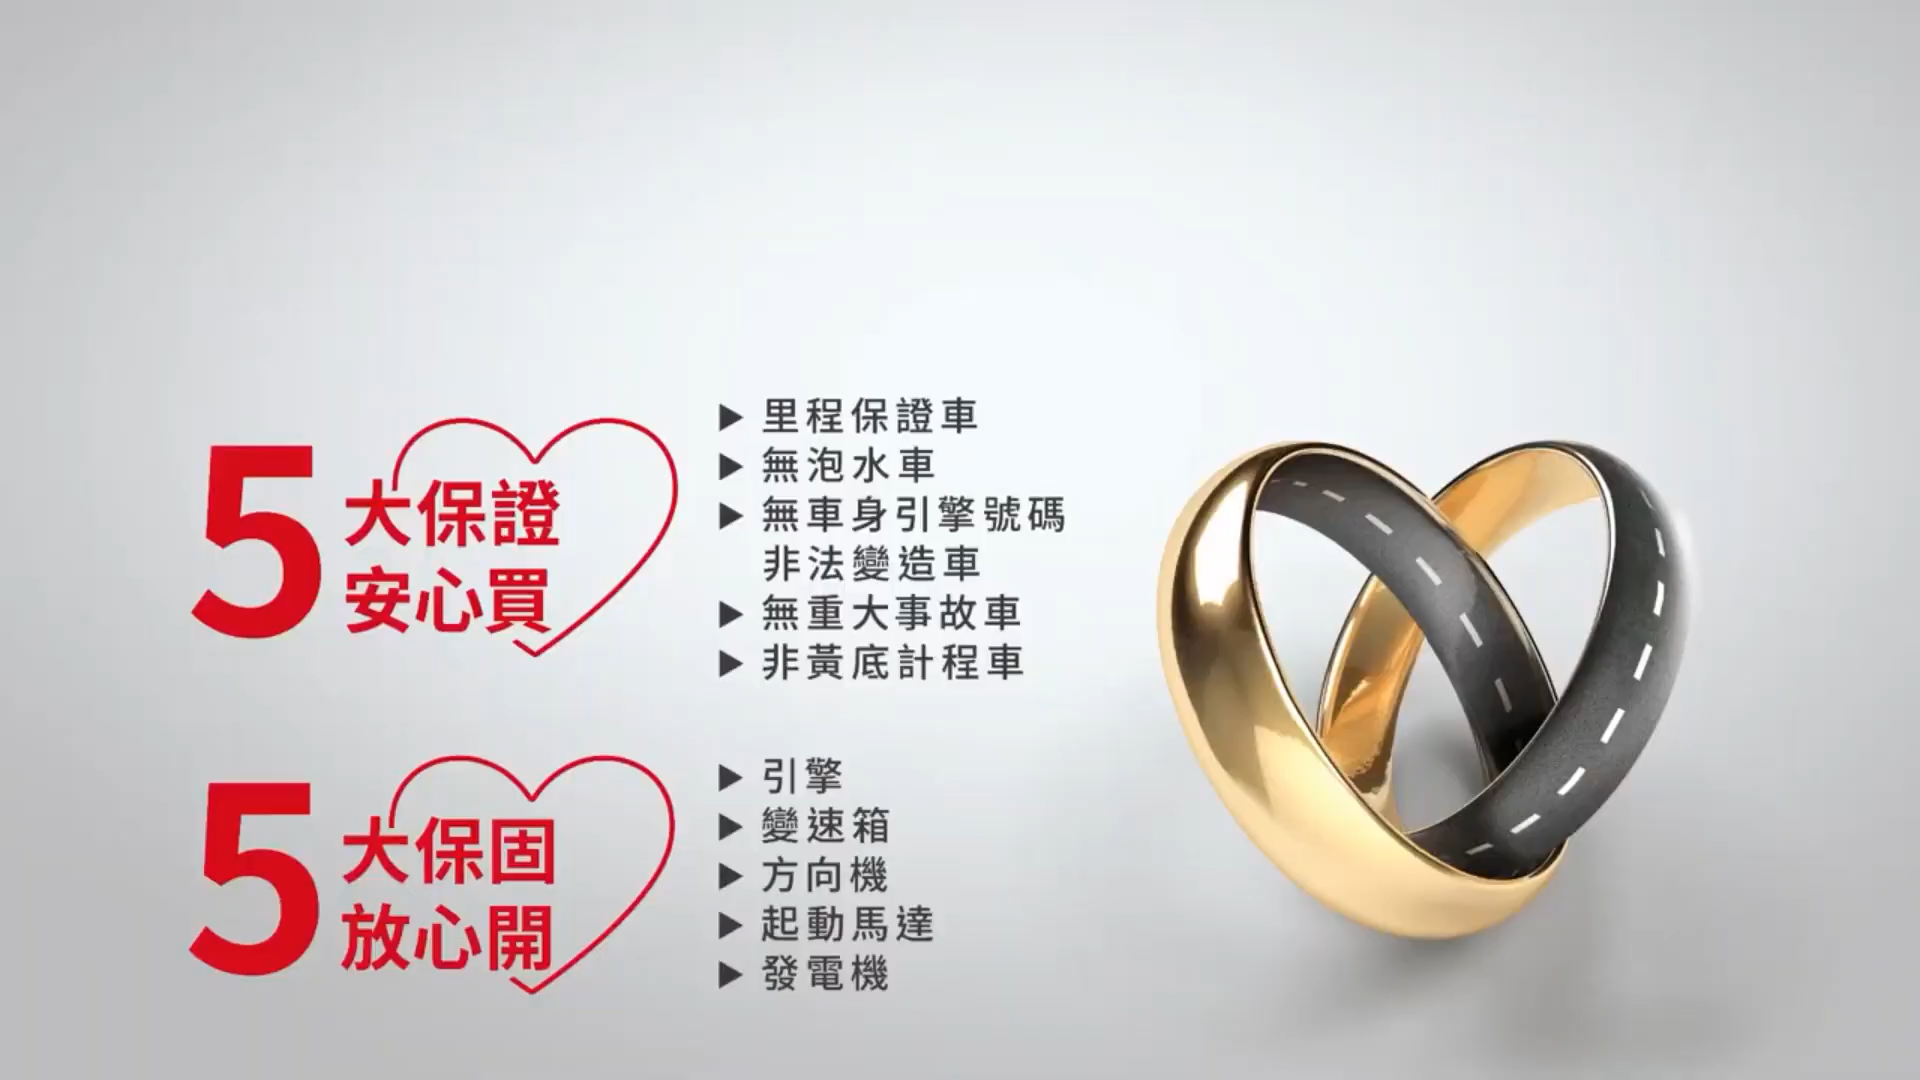 5大保證
安心買
▶ 里程保證車
▶ 無泡水車
▶ 無車身引擎號碼
非法變造車
▶ 無重大事故車
▶ 非黃底計程車
5大保固
放心開
▶ 引擎
▶ 變速箱
▶ 方向機
▶ 起動馬達
▶ 發電機